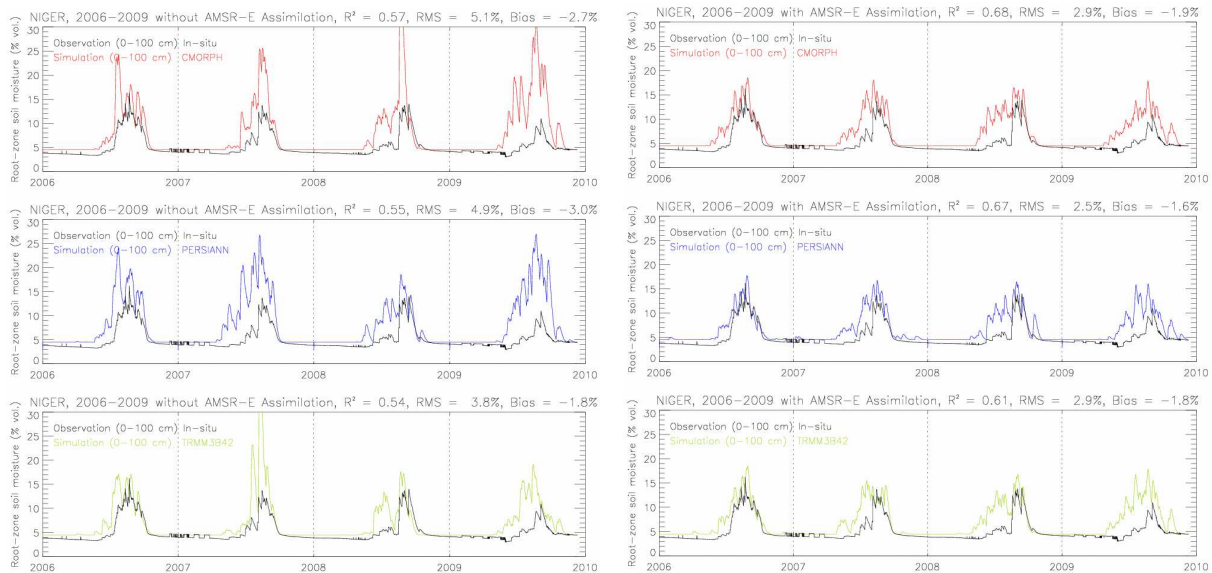 NIGER, 2006-2009 without AMSR-E Assimilation, R² = 0.57, RMS = 5.1%, Bias = -2.7%
Observation (0-100 cm) In-situ
Simulation (0-100 cm) CMORPH
Root-zone soil moisture (% vol.)
30
25
20
15
10
5
0
2006 2007 2008 2009 2010
NIGER, 2006-2009 with AMSR-E Assimilation, R² = 0.68, RMS = 2.9%, Bias = -1.9%
Observation (0-100 cm) In-situ
Simulation (0-100 cm) CMORPH
Root-zone soil moisture (% vol.)
30
25
20
15
10
5
0
2006 2007 2008 2009 2010
NIGER, 2006-2009 without AMSR-E Assimilation, R² = 0.55, RMS = 4.9%, Bias = -3.0%
Observation (0-100 cm) In-situ
Simulation (0-100 cm) PERSIANN
Root-zone soil moisture (% vol.)
30
25
20
15
10
5
0
2006 2007 2008 2009 2010
NIGER, 2006-2009 with AMSR-E Assimilation, R² = 0.67, RMS = 2.5%, Bias = -1.6%
Observation (0-100 cm) In-situ
Simulation (0-100 cm) PERSIANN
Root-zone soil moisture (% vol.)
30
25
20
15
10
5
0
2006 2007 2008 2009 2010
NIGER, 2006-2009 without AMSR-E Assimilation, R² = 0.54, RMS = 3.8%, Bias = -1.8%
Observation (0-100 cm) In-situ
Simulation (0-100 cm) TRMM3B42
Root-zone soil moisture (% vol.)
30
25
20
15
10
5
0
2006 2007 2008 2009 2010
NIGER, 2006-2009 with AMSR-E Assimilation, R² = 0.61, RMS = 2.9%, Bias = -1.8%
Observation (0-100 cm) In-situ
Simulation (0-100 cm) TRMM3B42
Root-zone soil moisture (% vol.)
30
25
20
15
10
5
0
2006 2007 2008 2009 2010